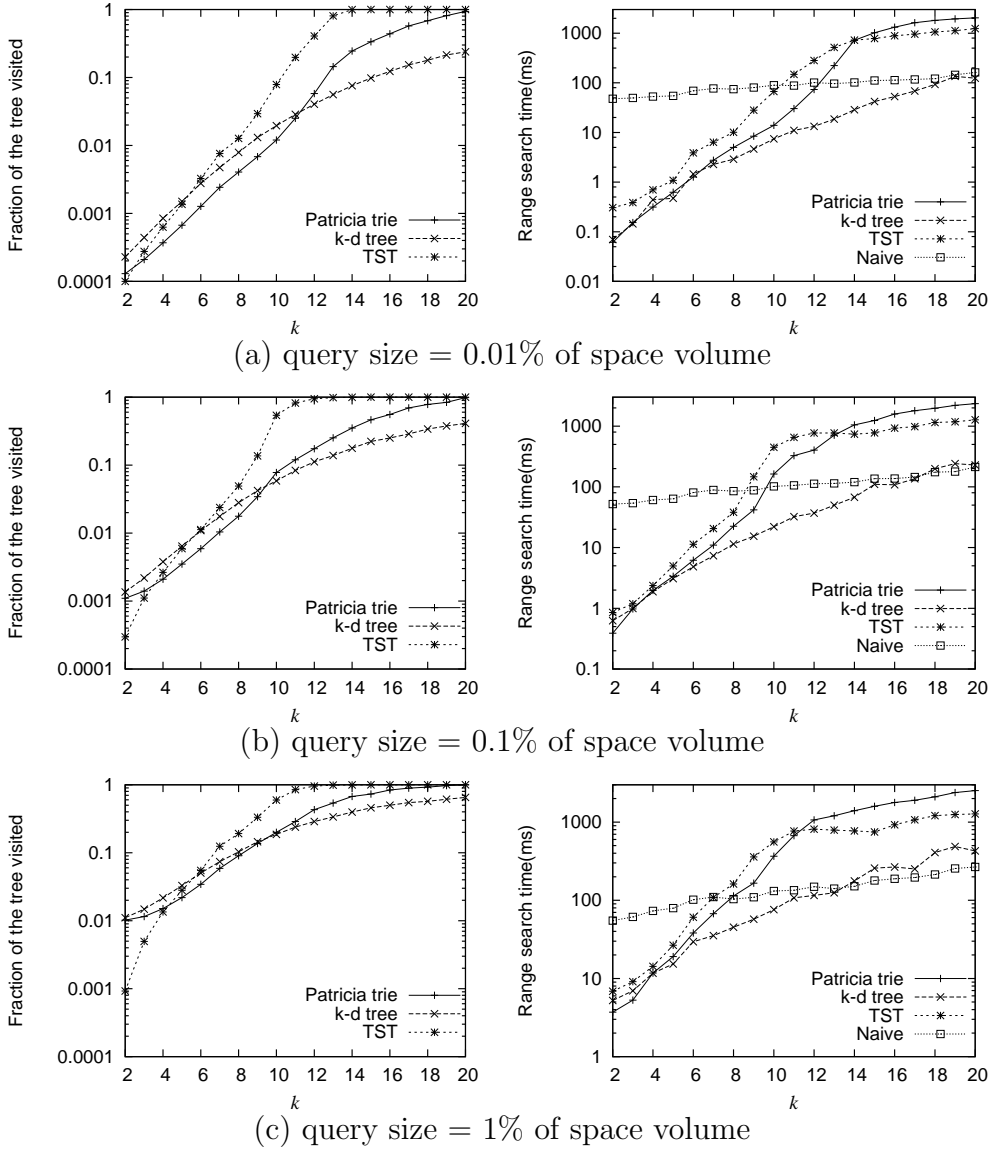 Fraction of the tree visited
1
0.1
0.01
0.001
0.0001
2 4 6 8 10 12 14 16 18 20
k
Patricia trie
k-d tree
TST
Range search time(ms)
1000
100
10
1
0.1
0.01
2 4 6 8 10 12 14 16 18 20
k
Patricia trie
k-d tree
TST
Naive
(a) query size = 0.01% of space volume
Fraction of the tree visited
1
0.1
0.01
0.001
0.0001
2 4 6 8 10 12 14 16 18 20
k
Patricia trie
k-d tree
TST
Range search time(ms)
1000
100
10
1
0.1
2 4 6 8 10 12 14 16 18 20
k
Patricia trie
k-d tree
TST
Naive
(b) query size = 0.1% of space volume
Fraction of the tree visited
1
0.1
0.01
0.001
0.0001
2 4 6 8 10 12 14 16 18 20
k
Patricia trie
k-d tree
TST
Range search time(ms)
1000
100
10
1
2 4 6 8 10 12 14 16 18 20
k
Patricia trie
k-d tree
TST
Naive
(c) query size = 1% of space volume